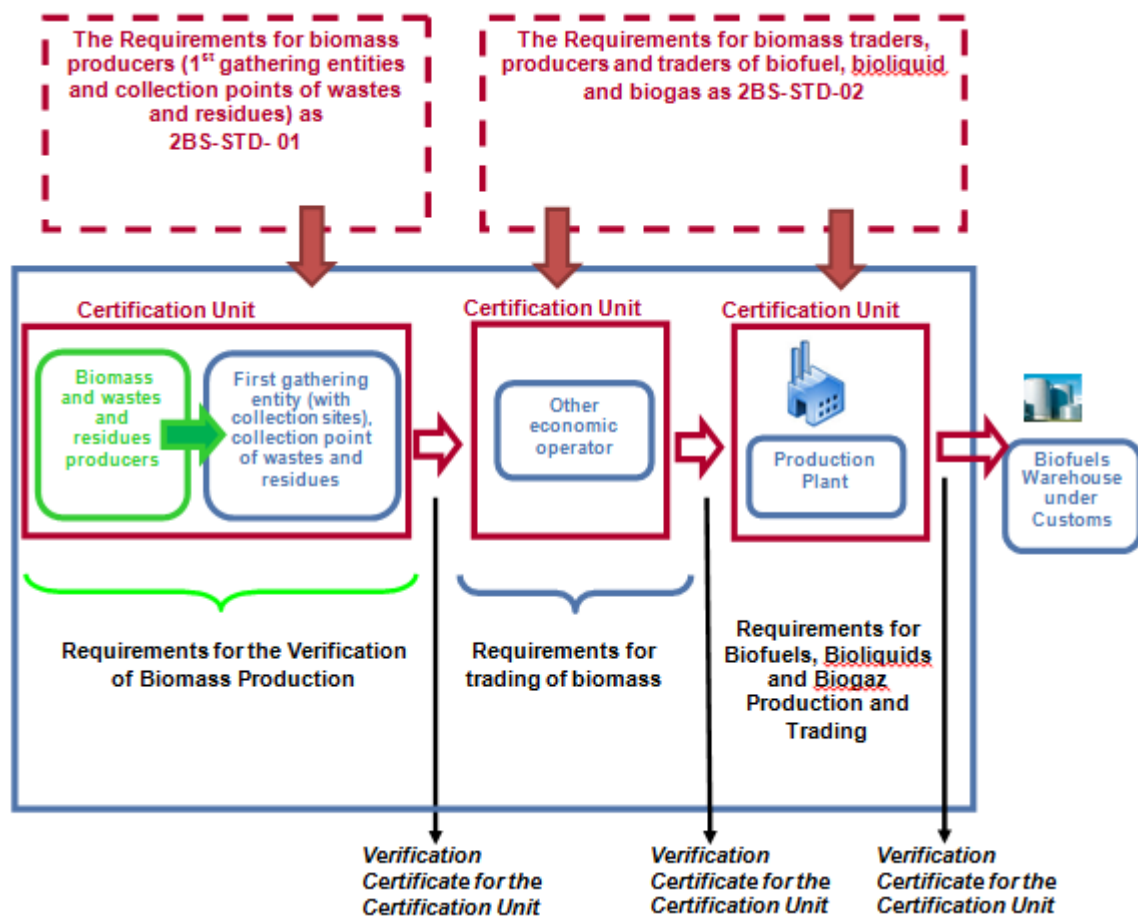 The Requirements for biomass
producers (1st gathering entities
and collection points of wastes
and residues) as
2BS-STD- 01
The Requirements for biomass traders,
producers and traders of biofuel, bioliquid
and biogas as 2BS-STD-02
Certification Unit
Certification Unit
Certification Unit
Biomass
and wastes
and
residues
producers
First gathering
entity (with
collection sites),
collection point
of wastes and
residues
Other
economic
operator
Production
Plant
Biofuels
Warehouse
under
Customs
Requirements for the Verification
of Biomass Production
Requirements for
trading of biomass
Requirements for
Biofuels, Bioliquids
and Biogaz
Production and
Trading
Verification
Certificate for the
Certification Unit
Verification
Certificate for the
Certification Unit
Verification
Certificate for the
Certification Unit